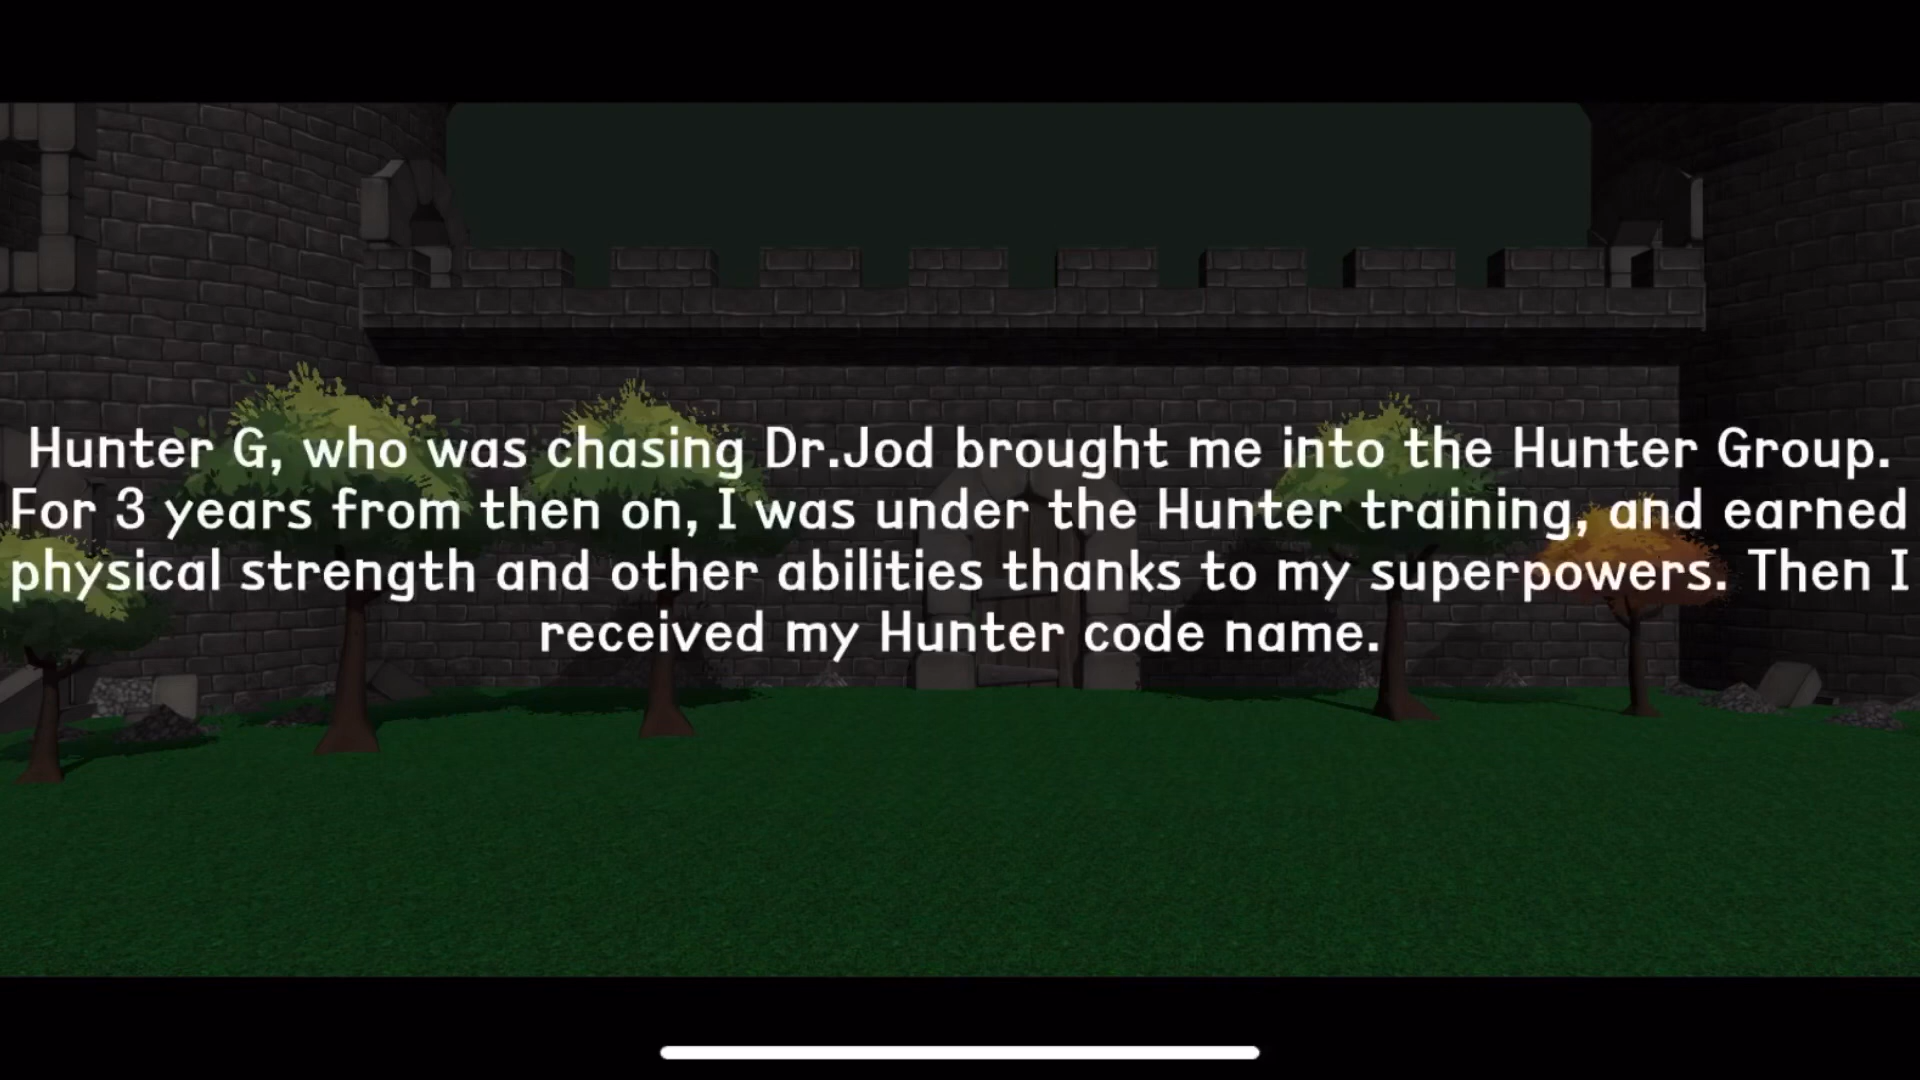 Hunter G, who was chasing Dr.Jod brought me into the Hunter Group.
For 3 years from then on, I was under the Hunter training, and earned
physical strength and other abilities thanks to my superpowers. Then I
received my Hunter code name.